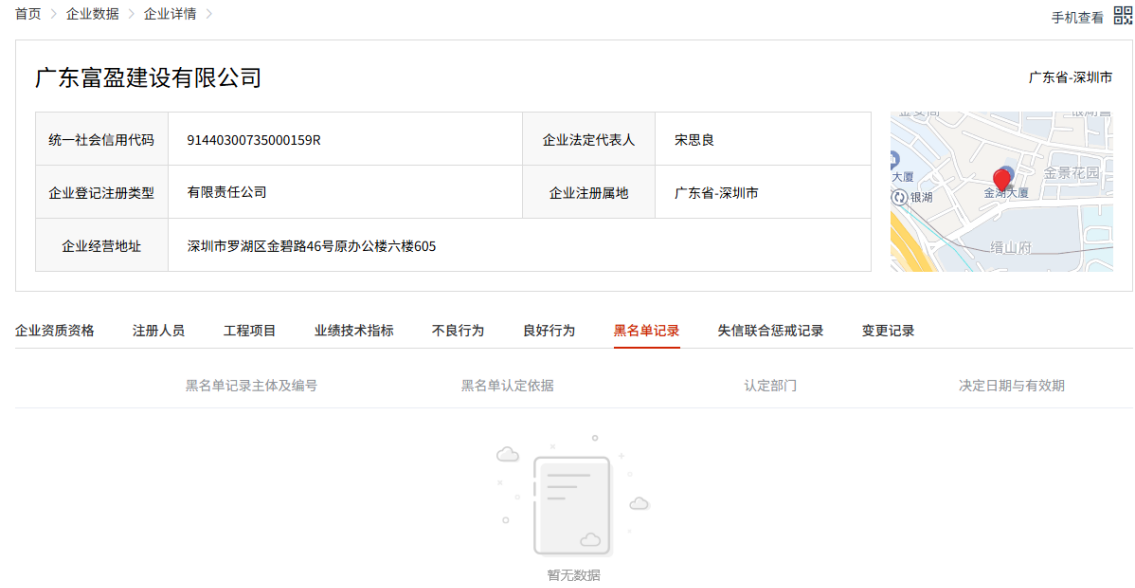 首页 > 企业数据 > 企业详情 >
手机查看
广东富盈建设有限公司
广东省-深圳市
统一社会信用代码 91440300735000159R 企业法定代表人 宋思良
企业登记注册类型 有限责任公司 企业注册属地 广东省-深圳市
企业经营地址 深圳市罗湖区金碧路46号原办公楼六楼605
大厦
银湖
金湖大厦
金景花园
缙山府
企业资质资格 注册人员 工程项目 业绩技术指标 不良行为 良好行为 黑名单记录 失信联合惩戒记录 变更记录
黑名单记录主体及编号 黑名单认定依据 认定部门 决定日期与有效期
暂无数据